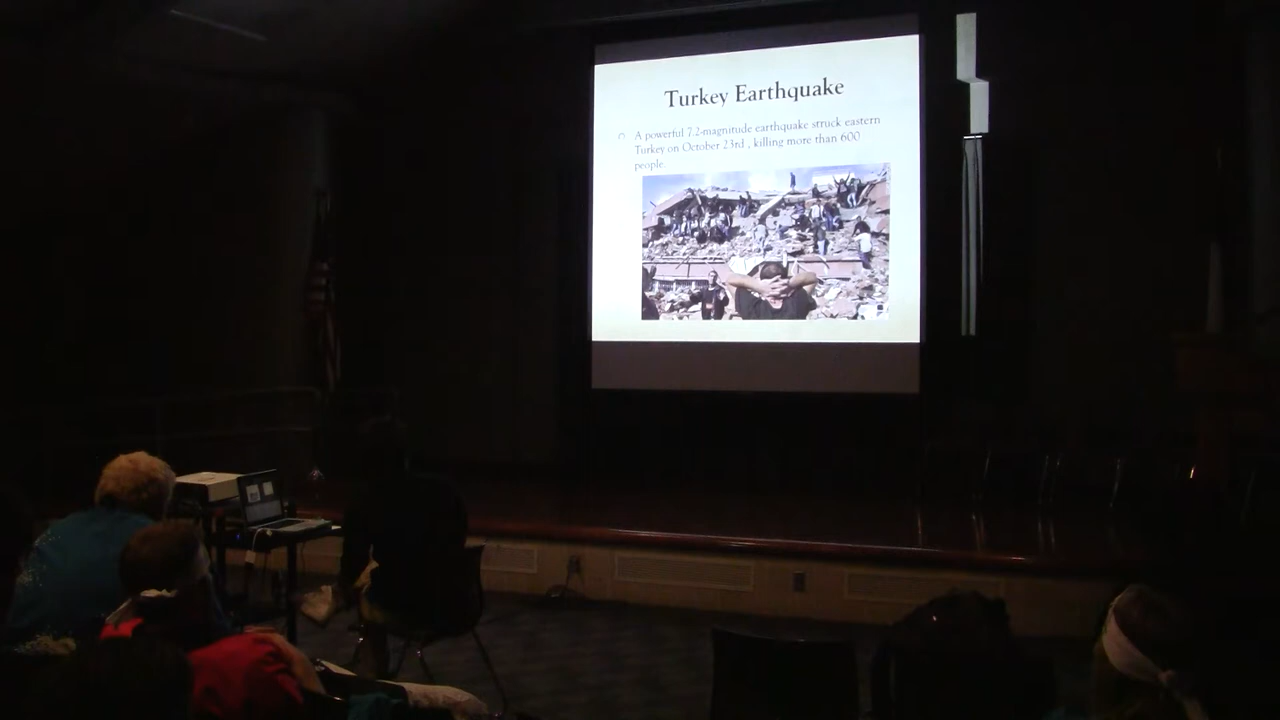 Turkey Earthquake
A powerful 7.2-magnitude earthquake struck eastern
Turkey on October 23rd , killing more than 600
people.